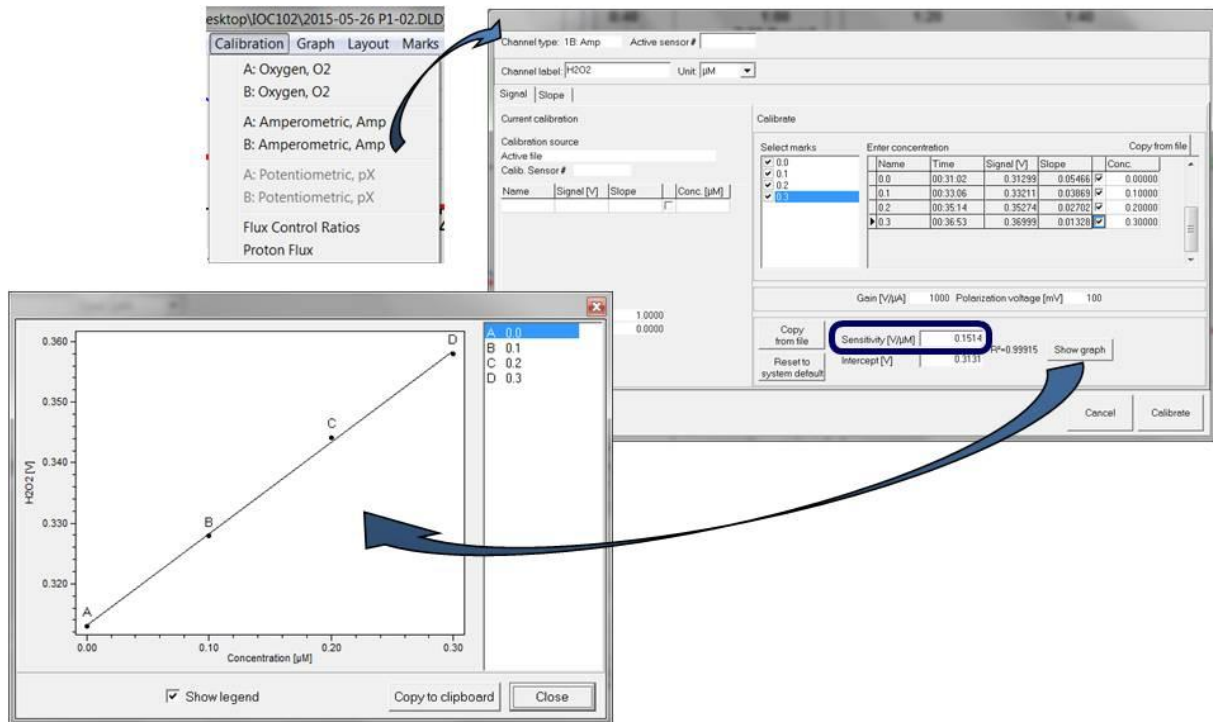 esktop\IOC102\2015-05-26 P1-02.DLD
Calibration Graph Layout Marks
A: Oxygen, O2
B: Oxygen, O2
A: Amperometric, Amp
B: Amperometric, Amp
A: Potentiometric, pX
B: Potentiometric, pX
Flux Control Ratios
Proton Flux
0:40 1:00 1:20 1:40
Channel type: 1B: Amp Active sensor #
Channel label: H2O2 Unit: µM
Signal Slope
Current calibration
Calibration source
Active file
Calib. Sensor #
Name Signal [V] Slope Conc. [µM]
1.0000
0.0000
Calibrate
Select marks
0.0
0.1
0.2
0.3
Enter concentration Copy from file
Name Time Signal [V] Slope Conc.
0.0 00:31:02 0.31299 0.05466 0.00000
0.1 00:33:06 0.33211 0.03869 0.10000
0.2 00:35:14 0.35274 0.02702 0.20000
0.3 00:36:53 0.36999 0.01328 0.30000
Gain [V/µA] 1000 Polarization voltage [mV] 100
Copy from file
Reset to system default
Sensitivity [V/µM] 0.1514
Intercept [V] 0.3131
R²=0.99915
Show graph
Cancel Calibrate
0.360
0.350
0.340
0.330
0.320
H2O2 [V]
A
B
C
D
0.00 0.10 0.20 0.30
Concentration [µM]
A 0.0
B 0.1
C 0.2
D 0.3
Show legend Copy to clipboard Close